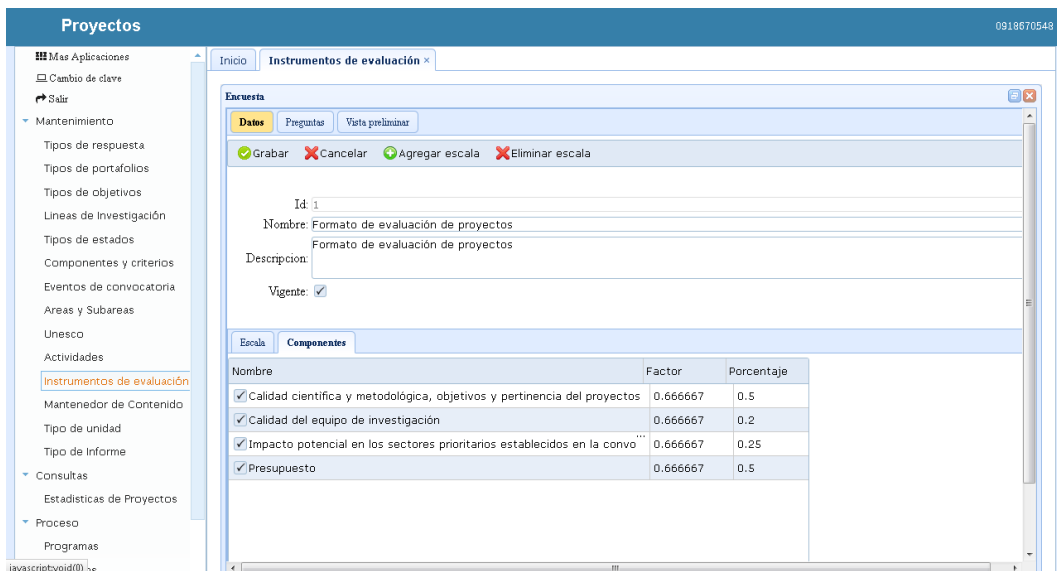 Proyectos
0918670548
Mas Aplicaciones
Cambio de clave
Salir
Mantenimiento
Tipos de respuesta
Tipos de portafolios
Tipos de objetivos
Lineas de Investigación
Tipos de estados
Componentes y criterios
Eventos de convocatoria
Areas y Subareas
Unesco
Actividades
Instrumentos de evaluación
Mantenedor de Contenido
Tipo de unidad
Tipo de Informe
Consultas
Estadisticas de Proyectos
Proceso
Programas
javascript:void(0)
Inicio
Instrumentos de evaluación ×
Encuesta
Datos Preguntas Vista preliminar
Grabar Cancelar Agregar escala Eliminar escala
Id: 1
Nombre: Formato de evaluación de proyectos
Descripcion: Formato de evaluación de proyectos
Vigente:
Escala Componentes
Nombre Factor Porcentaje
Calidad científica y metodológica, objetivos y pertinencia del proyectos 0.666667 0.5
Calidad del equipo de investigación 0.666667 0.2
Impacto potencial en los sectores prioritarios establecidos en la convo... 0.666667 0.25
Presupuesto 0.666667 0.5